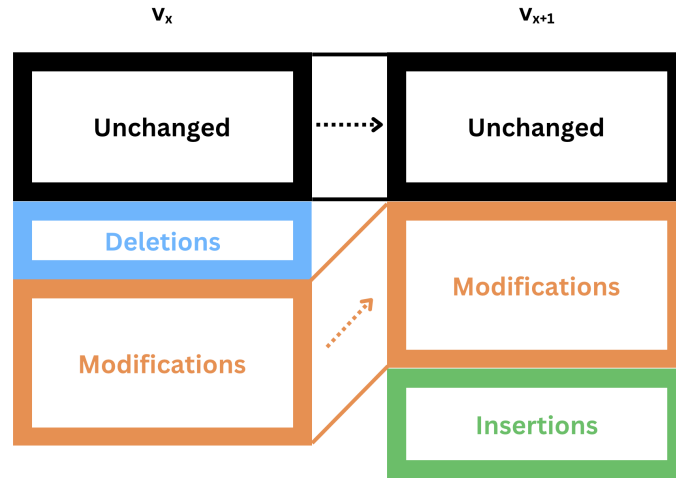 Vx
Vx+1
Unchanged
Unchanged
Deletions
Modifications
Modifications
Insertions